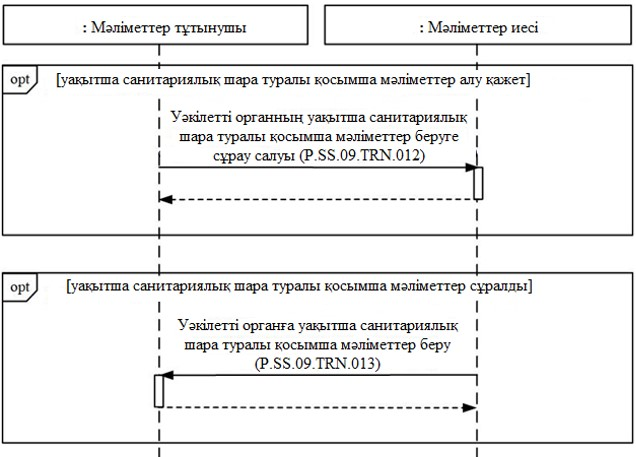 : Мәліметтер тұтынушы
: Мәліметтер иесі
opt
[уақытша санитариялық шара туралы қосымша мәліметтер алу қажет]
Уәкілетті органның уақытша санитариялық
шара туралы қосымша мәліметтер беруге
сұрау салуы (P.SS.09.TRN.012)
opt
[уақытша санитариялық шара туралы қосымша мәліметтер сұралды]
Уәкілетті органға уақытша санитариялық
шара туралы қосымша мәліметтер беру
(P.SS.09.TRN.013)